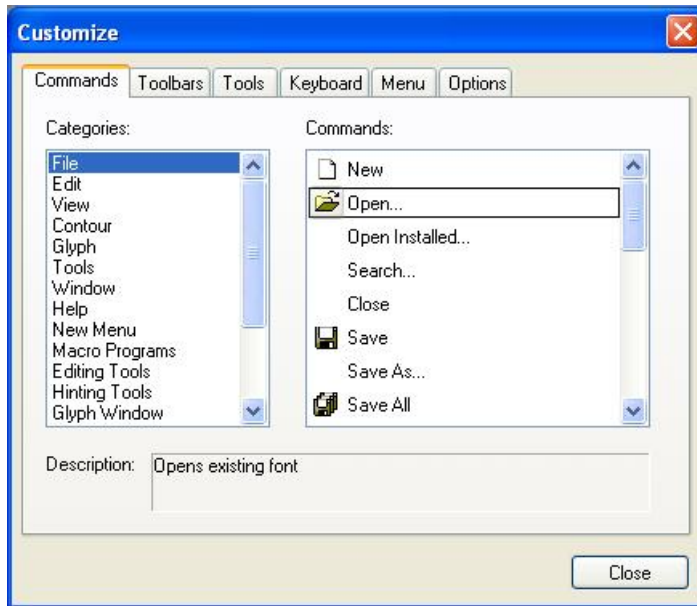 Customize
Commands Toolbars Tools Keyboard Menu Options
Categories:
File
Edit
View
Contour
Glyph
Tools
Window
Help
New Menu
Macro Programs
Editing Tools
Hinting Tools
Glyph Window
Commands:
New
Open...
Open Installed...
Search...
Close
Save
Save As...
Save All
Description: Opens existing font
Close